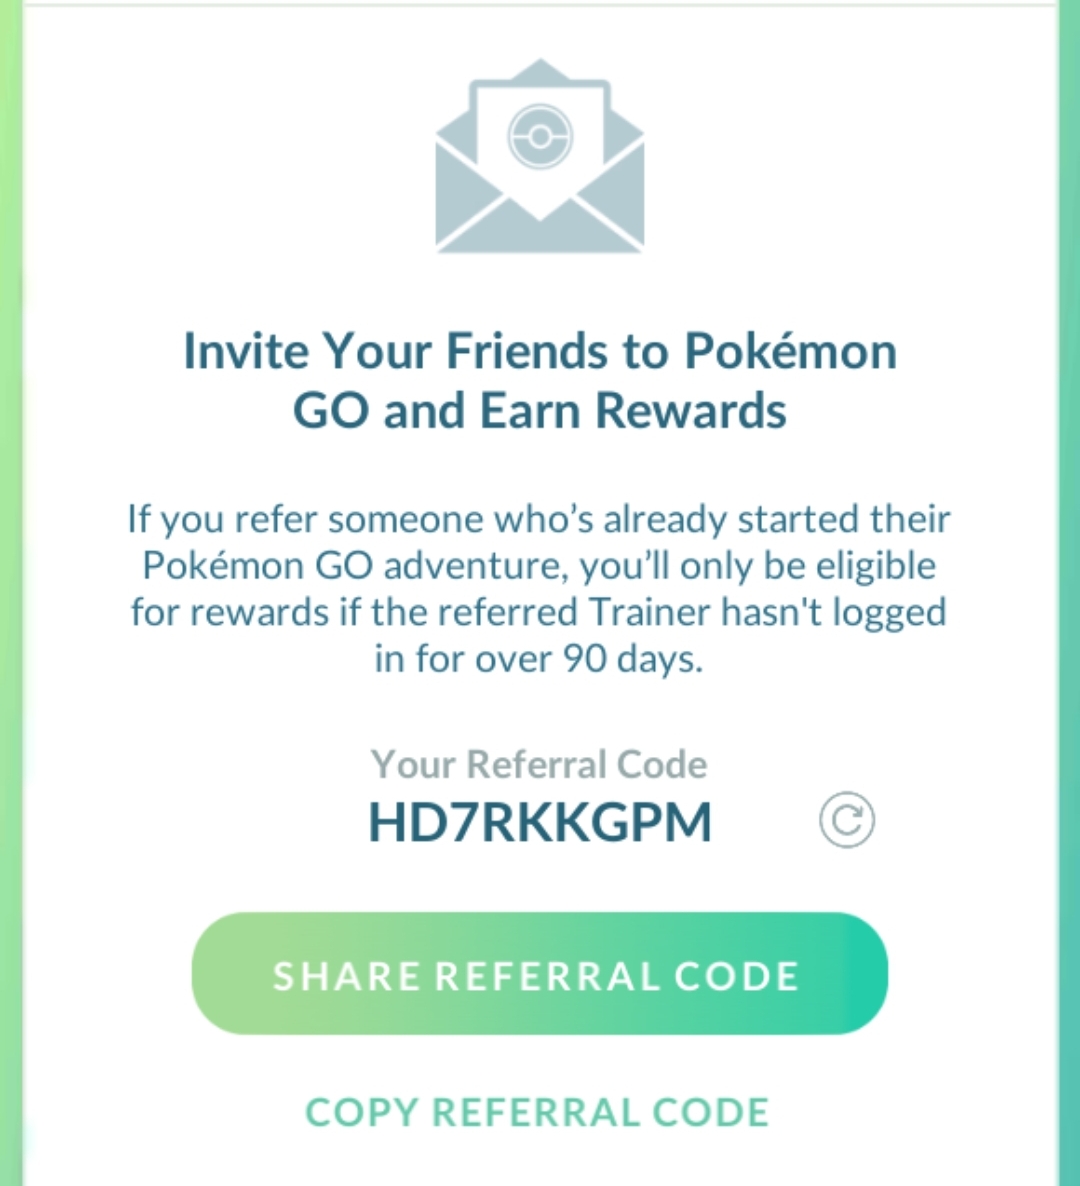 Invite Your Friends to Pokémon
GO and Earn Rewards
If you refer someone who’s already started their
Pokémon GO adventure, you’ll only be eligible
for rewards if the referred Trainer hasn't logged
in for over 90 days.
Your Referral Code
HD7RKKGPM
SHARE REFERRAL CODE
COPY REFERRAL CODE